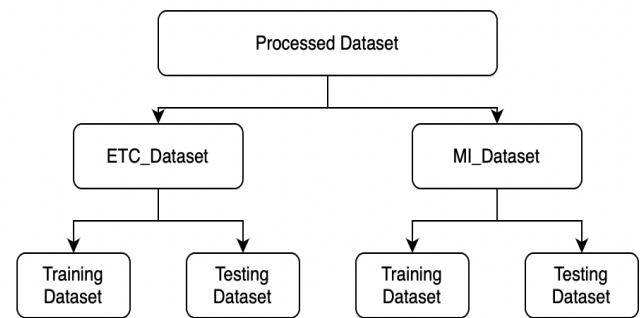 Processed Dataset
ETC_Dataset
MI_Dataset
Training
Dataset
Testing
Dataset
Training
Dataset
Testing
Dataset